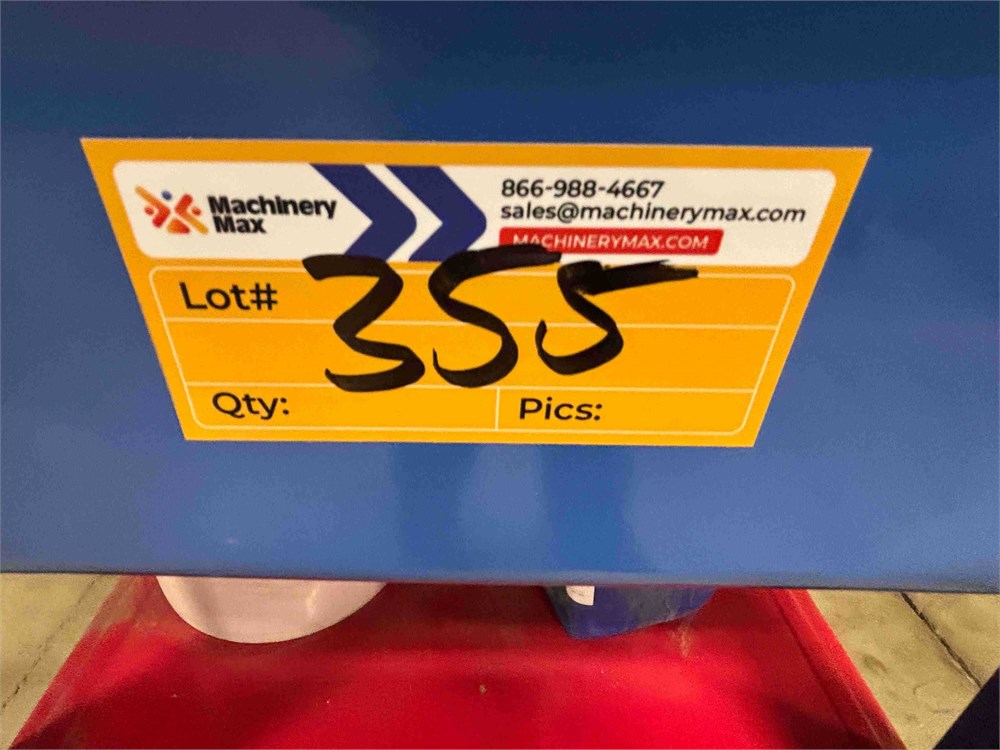 Machinery
Max
866-988-4667
sales@machinerymax.com
MACHINERYMAX.COM
Lot# 355
Qty:
Pics: